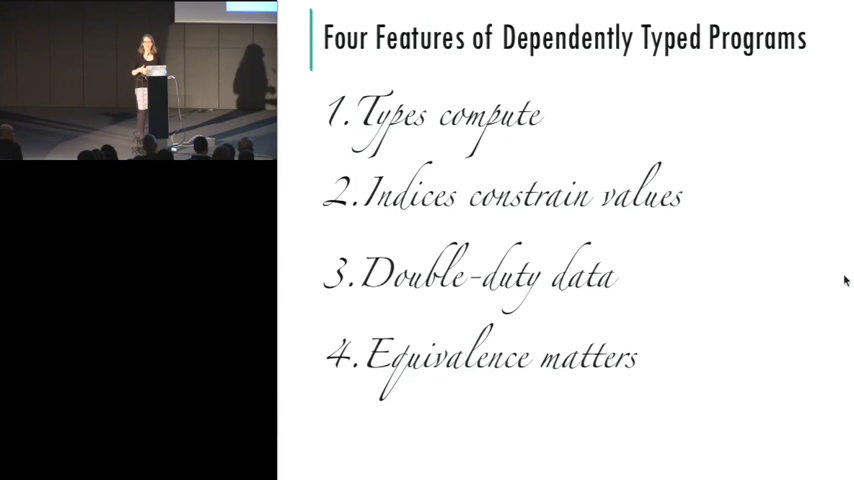 Four Features of Dependently Typed Programs
1. Types compute
2. Indices constrain values
3. Double-duty data
4. Equivalence matters